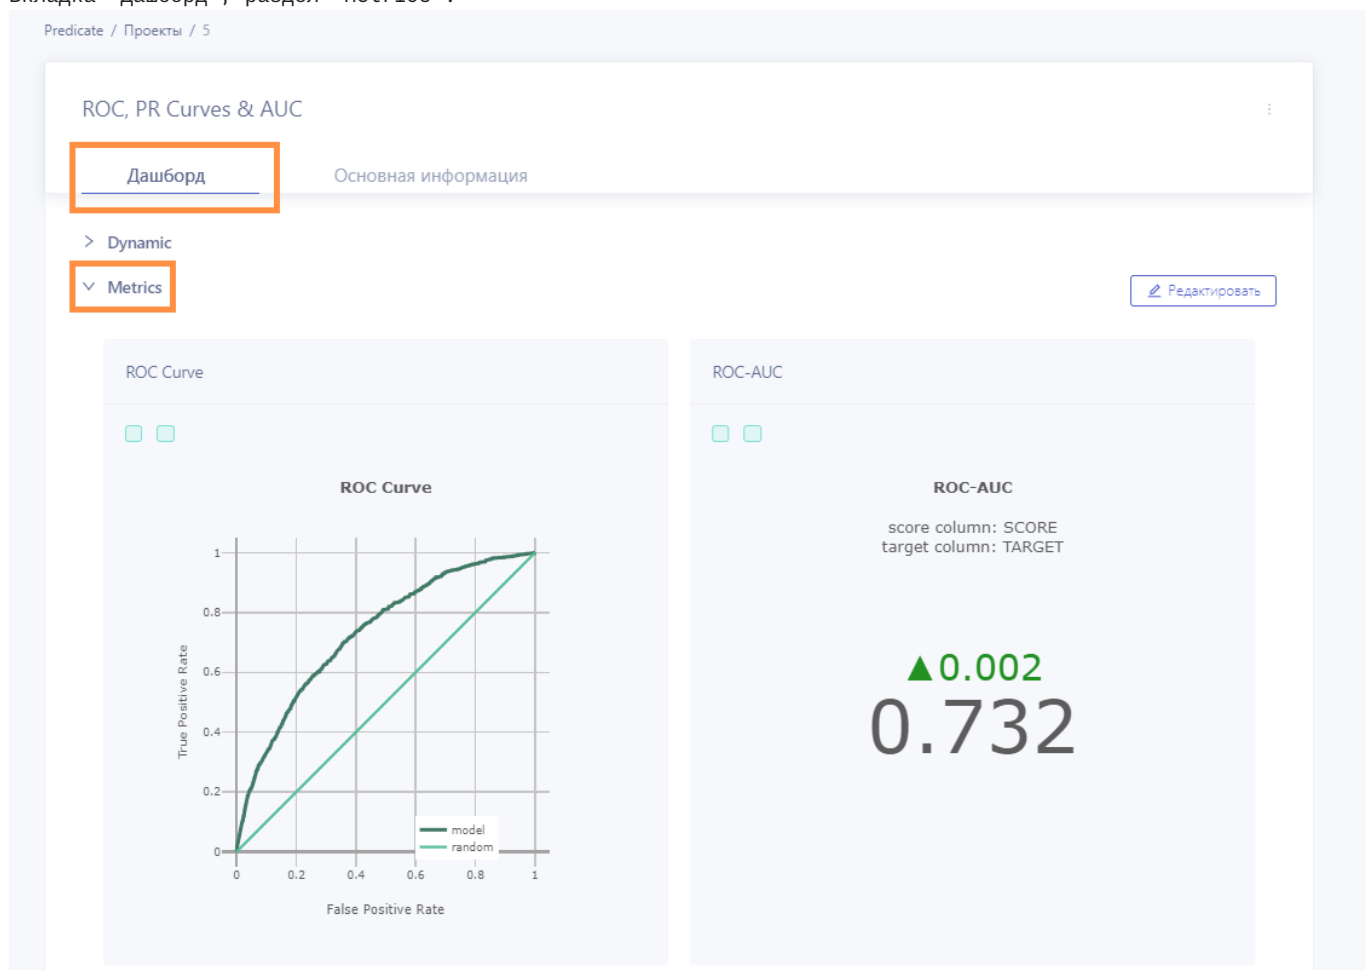 Predicate / Проекты / 5
ROC, PR Curves & AUC
Дашборд
Основная информация
Dynamic
Metrics
Редактировать
ROC Curve
ROC Curve
1
0.8
0.6
0.4
0.2
0
True Positive Rate
0 0.2 0.4 0.6 0.8 1
False Positive Rate
model
random
ROC-AUC
ROC-AUC
score column: SCORE
target column: TARGET
▲0.002
0.732